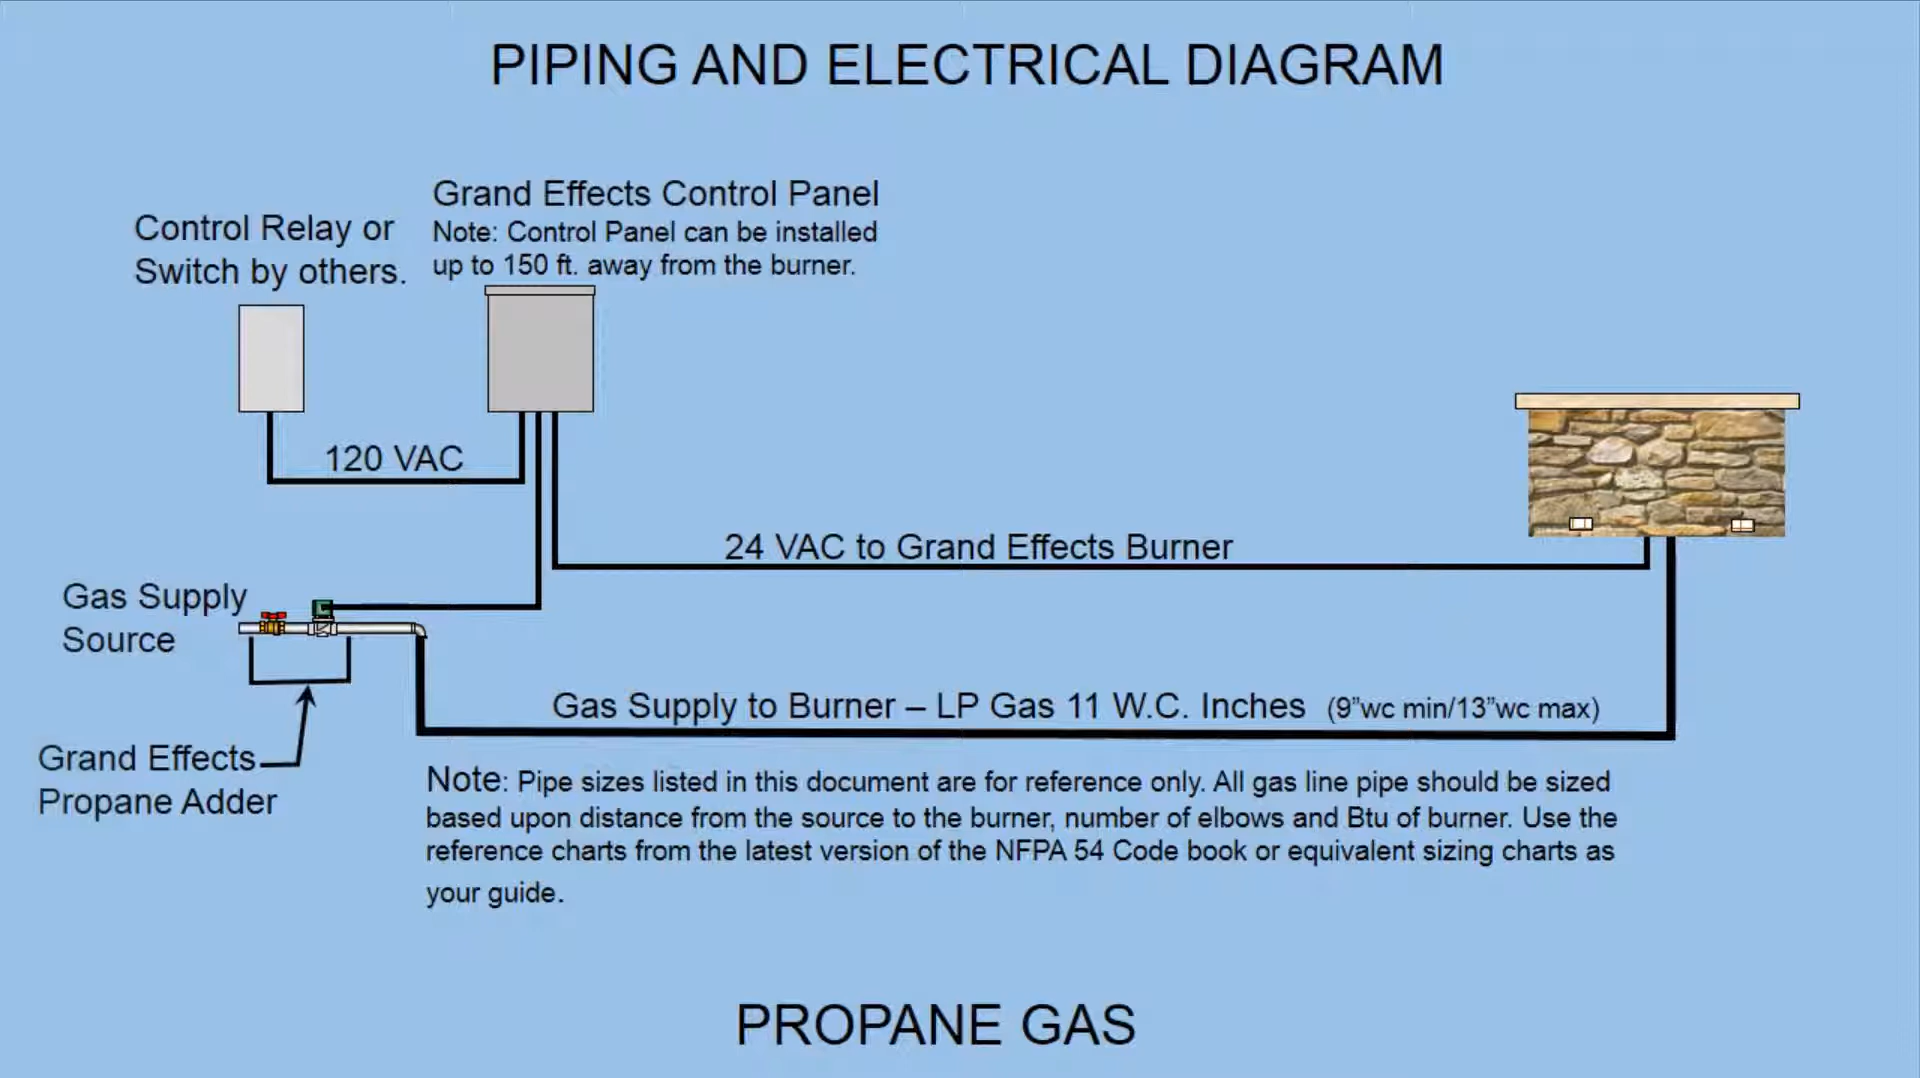 PIPING AND ELECTRICAL DIAGRAM
Control Relay or
Switch by others.
Grand Effects Control Panel
Note: Control Panel can be installed
up to 150 ft. away from the burner.
120 VAC
24 VAC to Grand Effects Burner
Gas Supply
Source
Gas Supply to Burner – LP Gas 11 W.C. Inches (9”wc min/13”wc max)
Grand Effects
Propane Adder
Note: Pipe sizes listed in this document are for reference only. All gas line pipe should be sized
based upon distance from the source to the burner, number of elbows and Btu of burner. Use the
reference charts from the latest version of the NFPA 54 Code book or equivalent sizing charts as
your guide.
PROPANE GAS